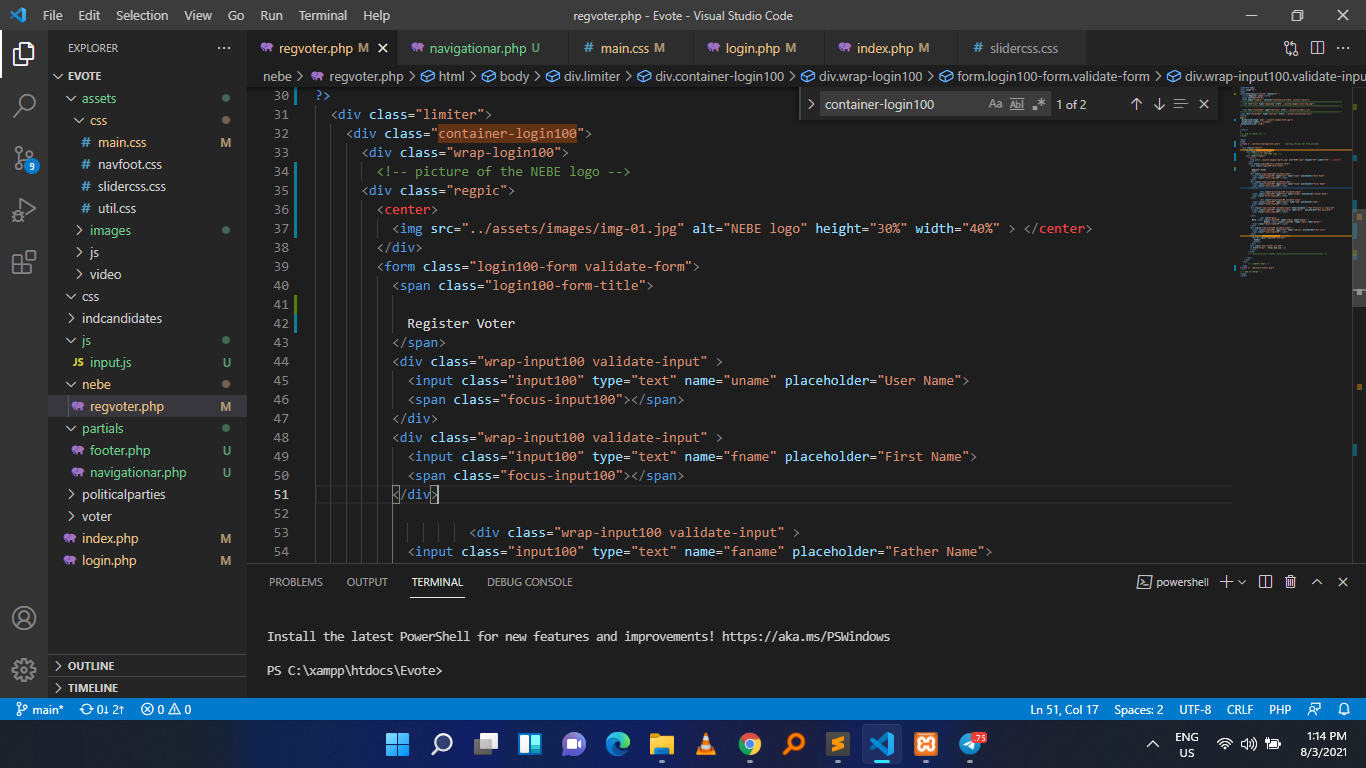 File Edit Selection View Go Run Terminal Help
regvoter.php - Evote - Visual Studio Code
EXPLORER
regvoter.php M
navigationar.php U
main.css M
login.php M
index.php M
slidercss.css
nebe > regvoter.php > html > body > div.limiter > div.container-login100 > div.wrap-login100 > form.login100-form.validate-form > div.wrap-input100.validate-inpu
container-login100 Aa Abl .* 1 of 2
EVOTE
assets
css
main.css M
navfoot.css
slidercss.css
util.css
images
js
video
css
indcandidates
js
JS input.js U
nebe
regvoter.php M
partials
footer.php U
navigationar.php U
politicalparties
voter
index.php M
login.php M
OUTLINE
TIMELINE
9
30 ?>
31 <div class="limiter">
32 <div class="container-login100">
33 <div class="wrap-login100">
34 <!-- picture of the NEBE logo -->
35 <div class="regpic">
36 <center>
37 <img src="../assets/images/img-01.jpg" alt="NEBE logo" height="30%" width="40%" > </center>
38 </div>
39 <form class="login100-form validate-form">
40 <span class="login100-form-title">
41
42 Register Voter
43 </span>
44 <div class="wrap-input100 validate-input" >
45 <input class="input100" type="text" name="uname" placeholder="User Name">
46 <span class="focus-input100"></span>
47 </div>
48 <div class="wrap-input100 validate-input" >
49 <input class="input100" type="text" name="fname" placeholder="First Name">
50 <span class="focus-input100"></span>
51 </div>
52
53 <div class="wrap-input100 validate-input" >
54 <input class="input100" type="text" name="faname" placeholder="Father Name">
PROBLEMS OUTPUT TERMINAL DEBUG CONSOLE
powershell
Install the latest PowerShell for new features and improvements! https://aka.ms/PSWindows
PS C:\xampp\htdocs\Evote>
main* 0↓ 2↑ 0 0
Ln 51, Col 17 Spaces: 2 UTF-8 CRLF PHP
.75
ENG
US
1:14 PM
8/3/2021